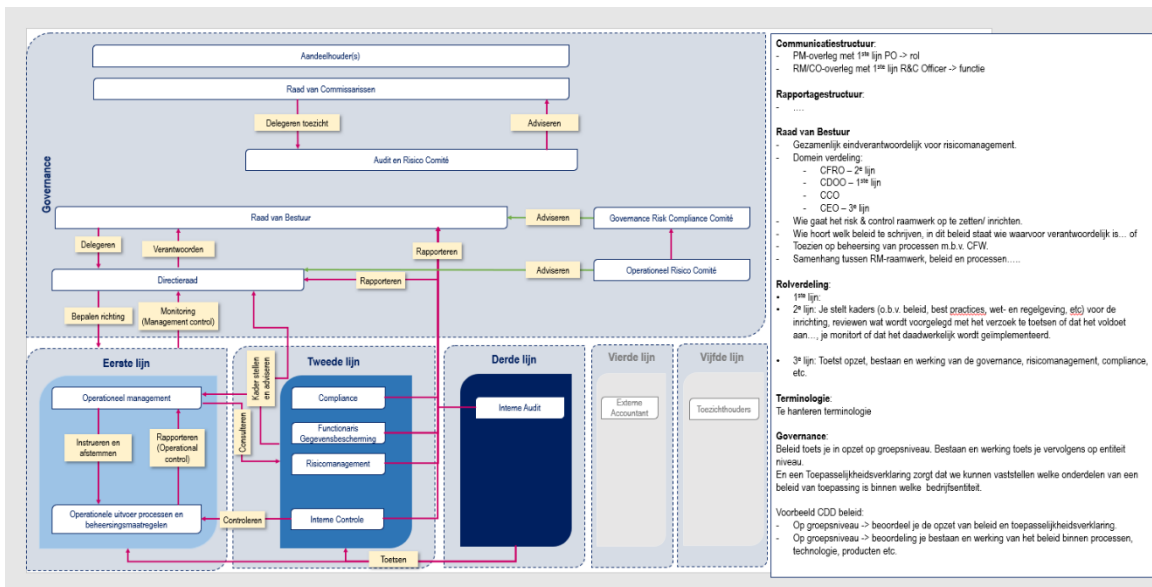 Governance
Aandeelhouder(s)
Raad van Commissarissen
Delegeren toezicht
Adviseren
Audit en Risico Comité
Raad van Bestuur
Adviseren
Governance Risk Compliance Comité
Delegeren
Verantwoorden
Rapporteren
Directieraad
Rapporteren
Adviseren
Operationeel Risico Comité
Bepalen richting
Monitoring
(Management control)
Eerste lijn
Operationeel management
Instrueren en
afstemmen
Rapporteren
(Operational
control)
Operationele uitvoer processen en
beheersingsmaatregelen
Kader stellen
en adviseren
Consulteren
Controleren
Tweede lijn
Compliance
Functionaris
Gegevensbescherming
Risicomanagement
Interne Controle
Toetsen
Derde lijn
Interne Audit
Vierde lijn
Externe
Accountant
Vijfde lijn
Toezichthouders
Communicatiestructuur:
- PM-overleg met 1ste lijn PO -> rol
- RM/CO-overleg met 1ste lijn R&C Officer -> functie
Rapportagestructuur:
- ….
Raad van Bestuur
- Gezamenlijk eindverantwoordelijk voor risicomanagement.
- Domein verdeling:
- CFRO – 2e lijn
- CDOO – 1ste lijn
- CCO
- CEO – 3e lijn
- Wie gaat het risk & control raamwerk op te zetten/ inrichten.
- Wie hoort welk beleid te schrijven, in dit beleid staat wie waarvoor verantwoordelijk is… of
- Toezien op beheersing van processen m.b.v. CFW.
- Samenhang tussen RM-raamwerk, beleid en processen…..
Rolverdeling:
• 1ste lijn:
• 2e lijn: Je stelt kaders (o.b.v. beleid, best practices, wet- en regelgeving, etc) voor de
inrichting, reviewen wat wordt voorgelegd met het verzoek te toetsen of dat het voldoet
aan…, je monitort of dat het daadwerkelijk wordt geïmplementeerd.
• 3e lijn: Toetst opzet, bestaan en werking van de governance, risicomanagement, compliance,
etc.
Terminologie:
Te hanteren terminologie
Governance:
Beleid toets je in opzet op groepsniveau. Bestaan en werking toets je vervolgens op entiteit
niveau.
En een Toepasselijkheidsverklaring zorgt dat we kunnen vaststellen welke onderdelen van een
beleid van toepassing is binnen welke bedrijfsentiteit.
Voorbeeld CDD beleid:
- Op groepsniveau -> beoordeel je de opzet van beleid en toepasselijkheidsverklaring.
- Op groepsniveau -> beoordeling je bestaan en werking van het beleid binnen processen,
technologie, producten etc.